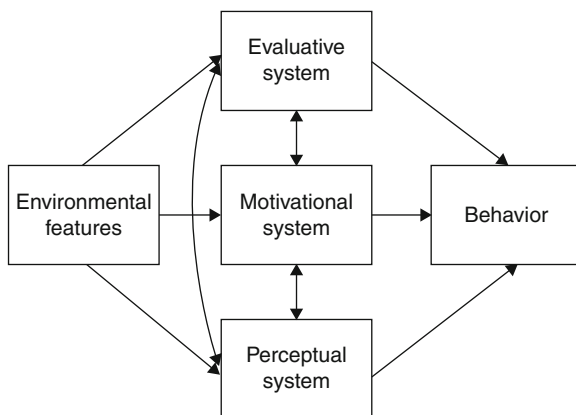 Evaluative
system
Environmental
features
Motivational
system
Behavior
Perceptual
system